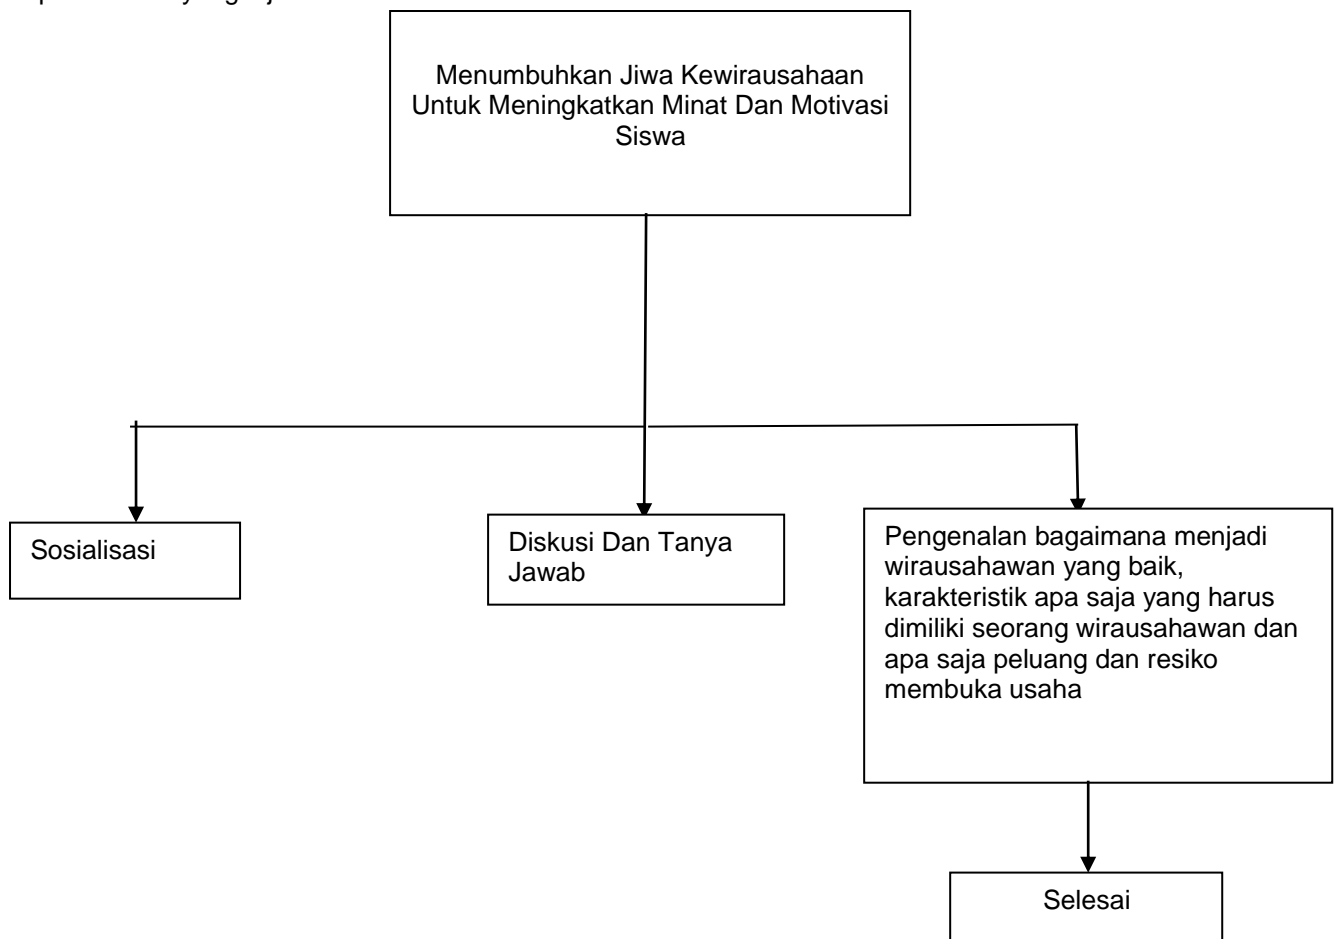 Menumbuhkan Jiwa Kewirausahaan
Untuk Meningkatkan Minat Dan Motivasi
Siswa
Sosialisasi
Diskusi Dan Tanya
Jawab
Pengenalan bagaimana menjadi
wirausahawan yang baik,
karakteristik apa saja yang harus
dimiliki seorang wirausahawan dan
apa saja peluang dan resiko
membuka usaha
Selesai